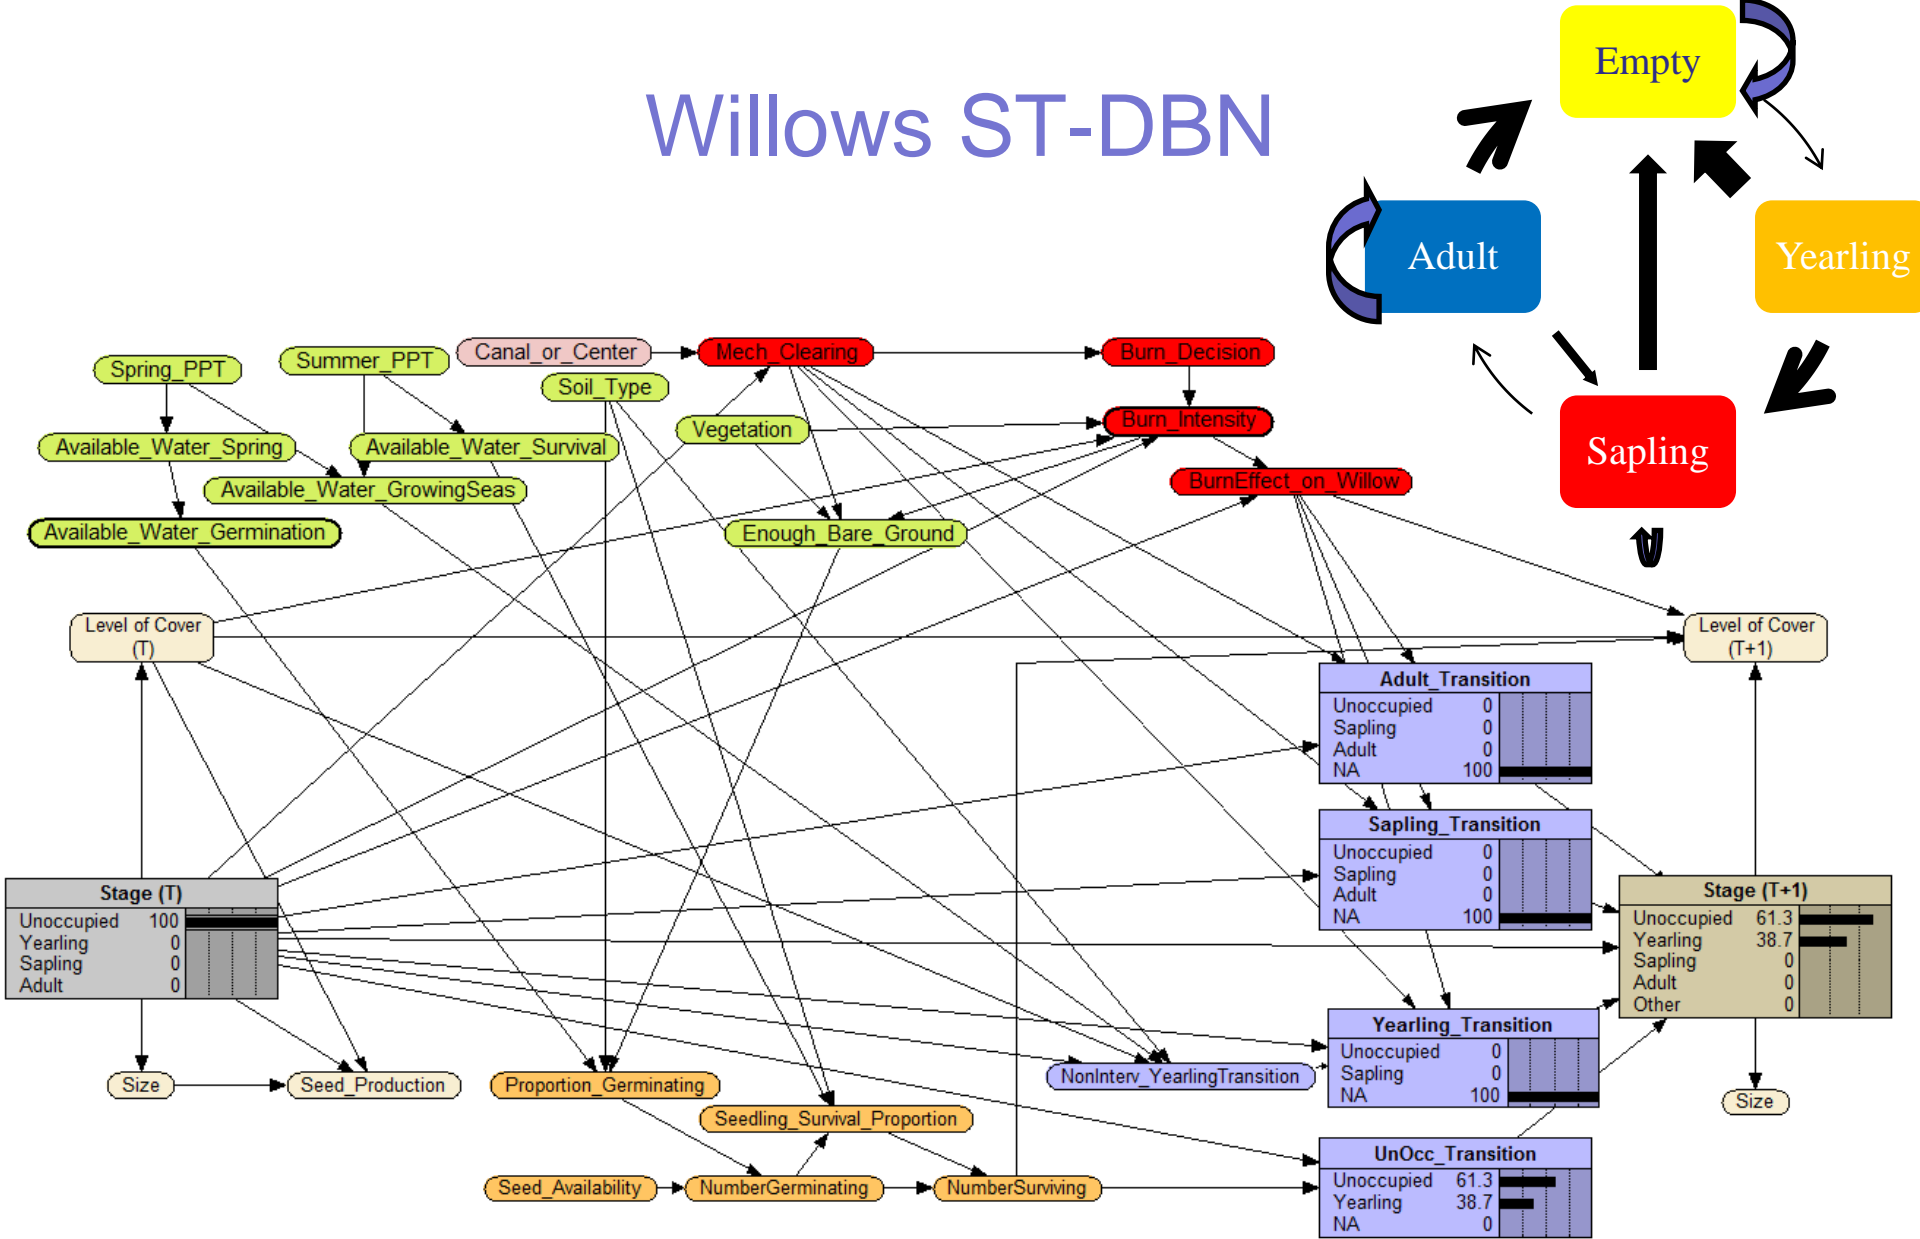 Willows ST-DBN
Empty
Adult
Yearling
Sapling
Canal_or_Center
Mech_Clearing
Burn_Decision
Spring_PPT
Summer_PPT
Soil_Type
Vegetation
Burn_Intensity
Available_Water_Spring
Available_Water_Survival
BurnEffect_on_Willow
Available_Water_GrowingSeas
Available_Water_Germination
Enough_Bare_Ground
Level of Cover
(T)
Level of Cover
(T+1)
Adult_Transition
Unoccupied 0
Sapling 0
Adult 0
NA 100
Sapling_Transition
Unoccupied 0
Sapling 0
Adult 0
NA 100
Stage (T)
Unoccupied 100
Yearling 0
Sapling 0
Adult 0
Stage (T+1)
Unoccupied 61.3
Yearling 38.7
Sapling 0
Adult 0
Other 0
Yearling_Transition
Unoccupied 0
Sapling 0
NA 100
Size
Seed_Production
Proportion_Germinating
NonInterv_YearlingTransition
Size
Seedling_Survival_Proportion
Seed_Availability
NumberGerminating
NumberSurviving
UnOcc_Transition
Unoccupied 61.3
Yearling 38.7
NA 0